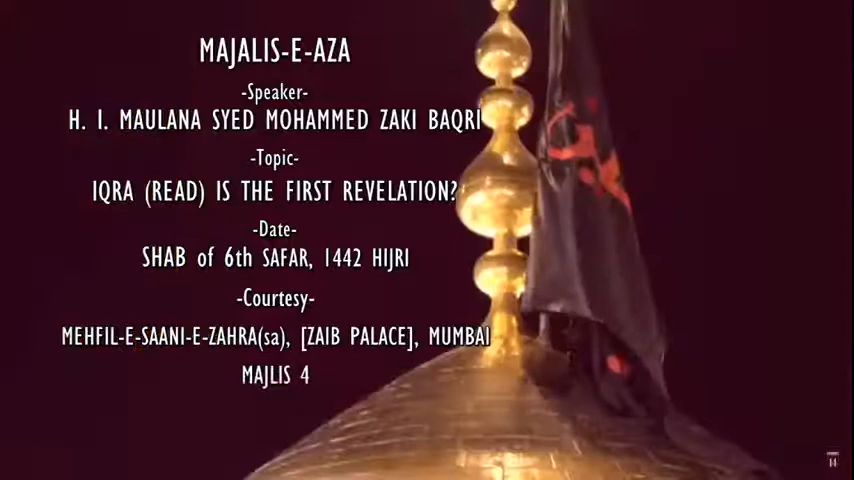 MAJALIS-E-AZA
-Speaker-
H. I. MAULANA SYED MOHAMMED ZAKI BAQRI
-Topic-
IQRA (READ) IS THE FIRST REVELATION?
-Date-
SHAB of 6th SAFAR, 1442 HIJRI
-Courtesy-
MEHFIL-E-SAANI-E-ZAHRA(sa), [ZAIB PALACE], MUMBAI
MAJLIS 4
14